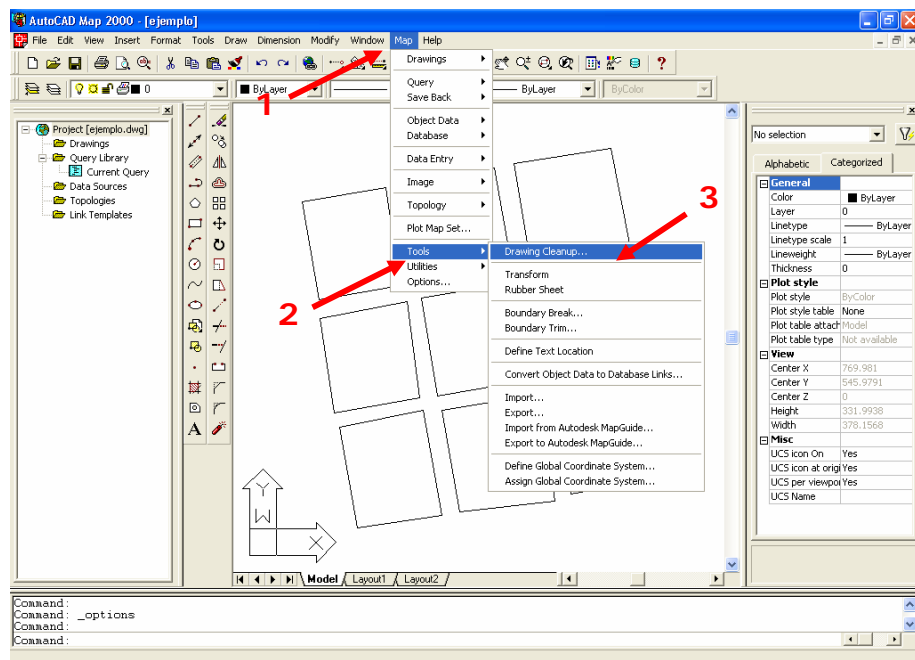 AutoCAD Map 2000 - [ejemplo]
File Edit View Insert Format Tools Draw Dimension Modify Window Map Help
0
ByLayer
ByLayer
ByColor
1
Project [ejemplo.dwg]
Drawings
Query Library
Current Query
Data Sources
Topologies
Link Templates
Drawings
Query
Save Back
Object Data
Database
Data Entry
Image
Topology
Plot Map Set...
Tools
Utilities
Options...
2
3
Drawing Cleanup...
Transform
Rubber Sheet
Boundary Break...
Boundary Trim...
Define Text Location
Convert Object Data to Database Links...
Import...
Export...
Import from Autodesk MapGuide...
Export to Autodesk MapGuide...
Define Global Coordinate System...
Assign Global Coordinate System...
No selection
Alphabetic Categorized
General
Color ByLayer
Layer 0
Linetype ByLayer
Linetype scale 1
Lineweight ByLayer
Thickness 0
Plot style
Plot style ByColor
Plot style table None
Plot table attach Model
Plot table type Not available
View
Center X 769.981
Center Y 545.9791
Center Z 0
Height 331.9938
Width 378.1568
Misc
UCS icon On Yes
UCS icon at origi Yes
UCS per viewpor Yes
UCS Name
Y
W
X
Model Layout1 Layout2
Command:
Command: _options
Command:
Command: